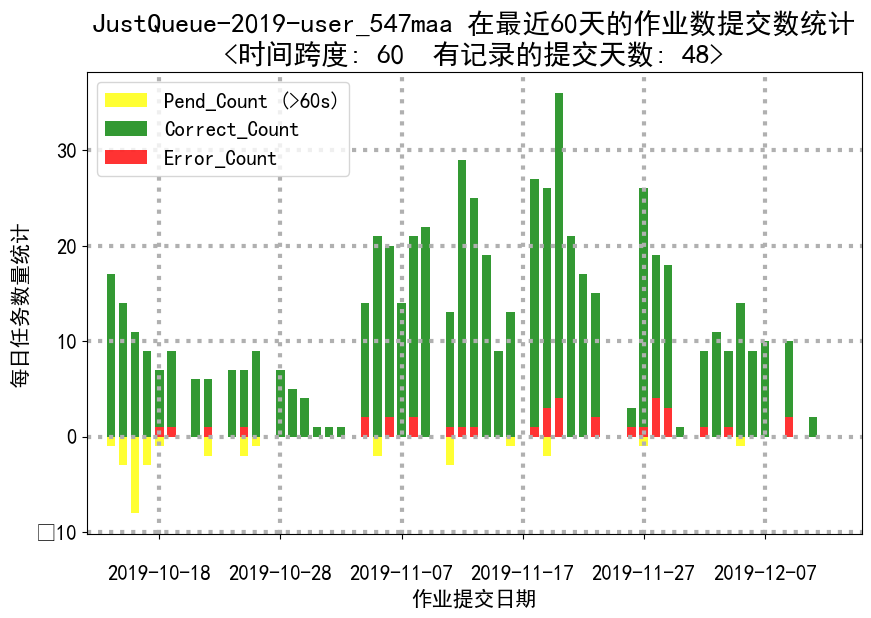 JustQueue-2019-user_547maa 在最近60天的作业数提交数统计
<时间跨度: 60  有记录的提交天数: 48>
Pend_Count (>60s)
Correct_Count
Error_Count
每日任务数量统计
30
20
10
0
□10
2019-10-18 2019-10-28 2019-11-07 2019-11-17 2019-11-27 2019-12-07
作业提交日期